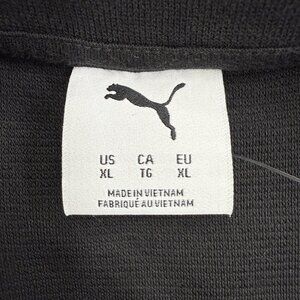 US CA EU
XL TG XL
MADE IN VIETNAM
FABRIQUÉ AU VIETNAM